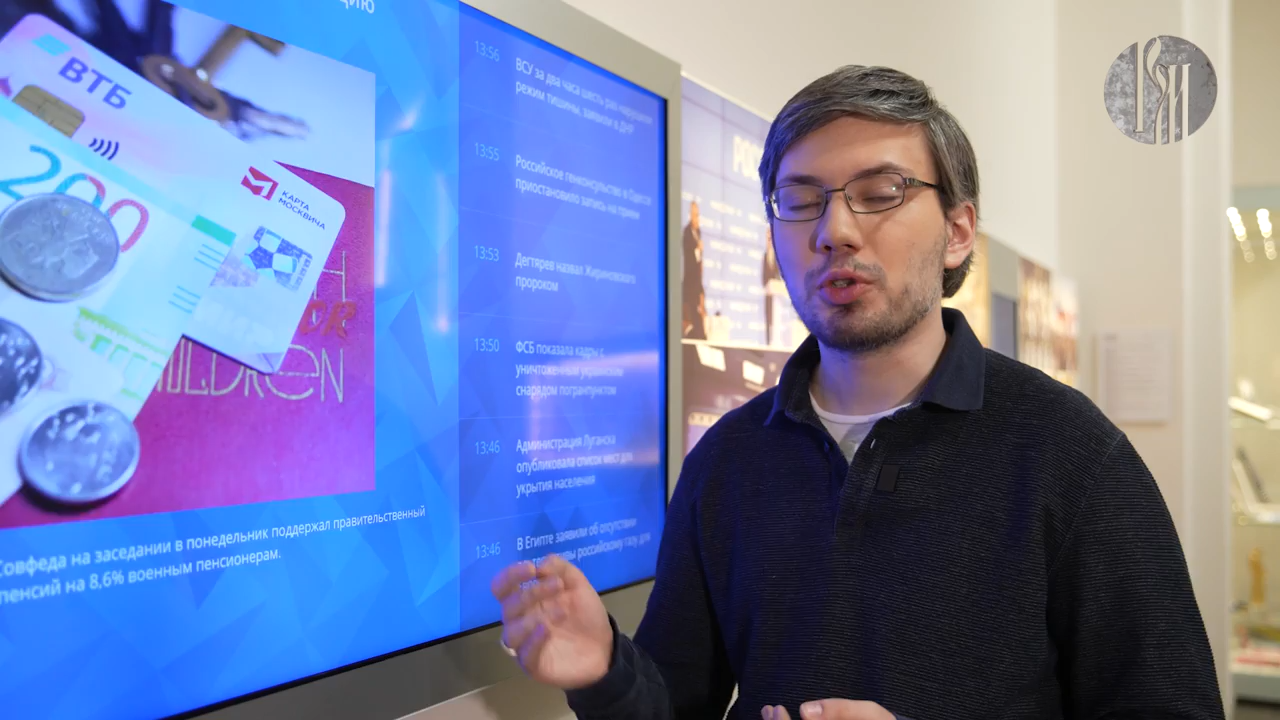 ВТБ
200
КАРТА
МОСКВИЧА
CHILDREN
Совфеда на заседании в понедельник поддержал правительственный
пенсий на 8,6% военным пенсионерам.
13:56
ВСУ за два часа шесть раз нарушили
режим тишины, заявили в ДНР
13:55
Российское генконсульство в Одессе
приостановило запись на прием
13:53
Дегтярев назвал Жириновского
пророком
13:50
ФСБ показала кадры с
уничтоженным украинским
снарядом погранпунктом
13:46
Администрация Луганска
опубликовала список мест для
укрытия населения
13:46
В Египте заявили об отсутствии
российскому газу для